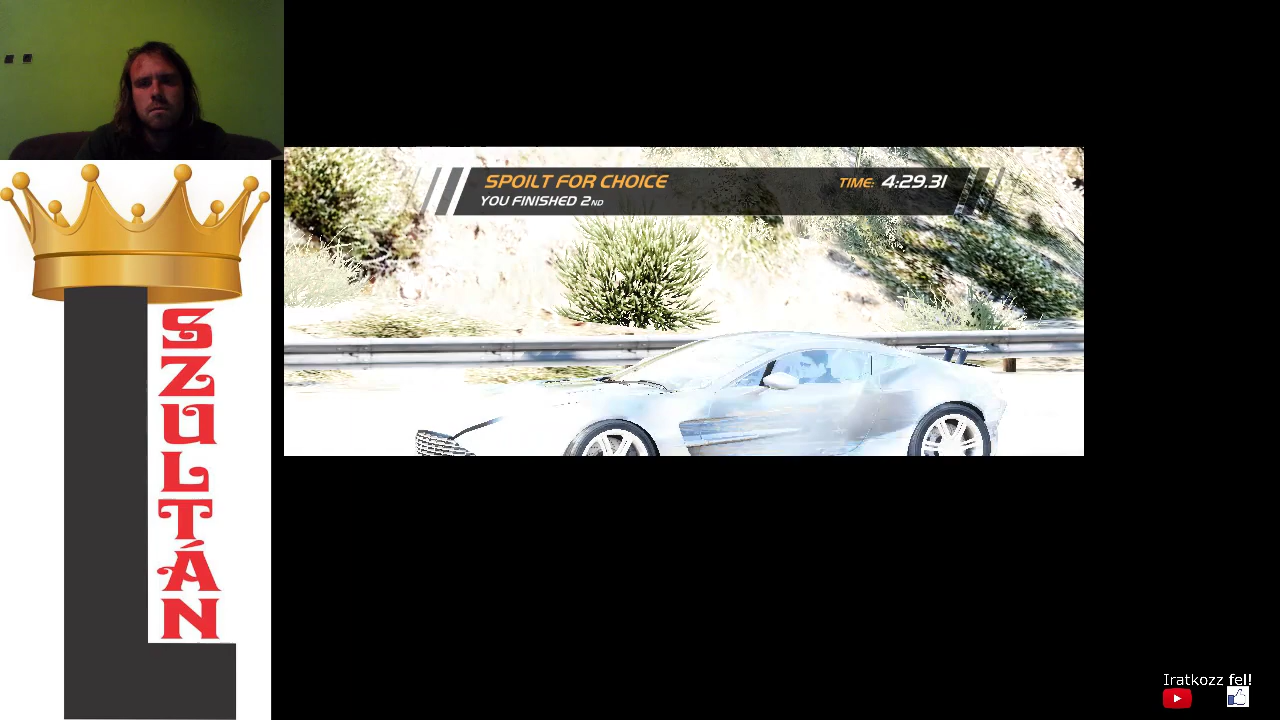 SPOILT FOR CHOICE
TIME: 4:29.31
YOU FINISHED 2ND
L
SZULTÁN
Iratkozz fel!